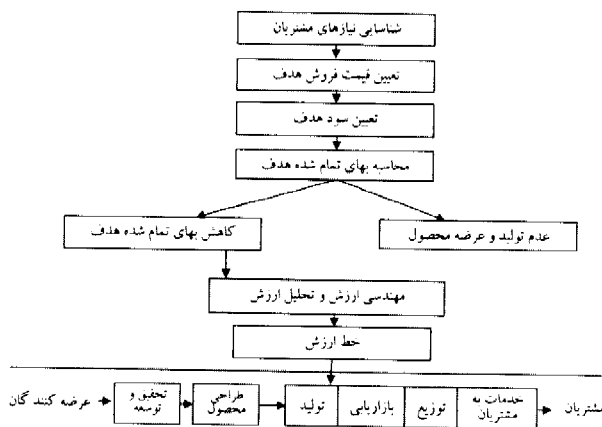 شناسایی نیازهای مشتریان
تعیین قیمت فروش هدف
تعیین سود هدف
محاسبه بهای تمام شده هدف
عدم تولید و عرضه محصول
کاهش بهای تمام شده هدف
مهندسی ارزش و تحلیل ارزش
خط ارزش
عرضه کنندگان
تحقیق و
توسعه
طراحی
محصول
تولید
بازاریابی
توزیع
خدمات به
مشتریان
مشتریان